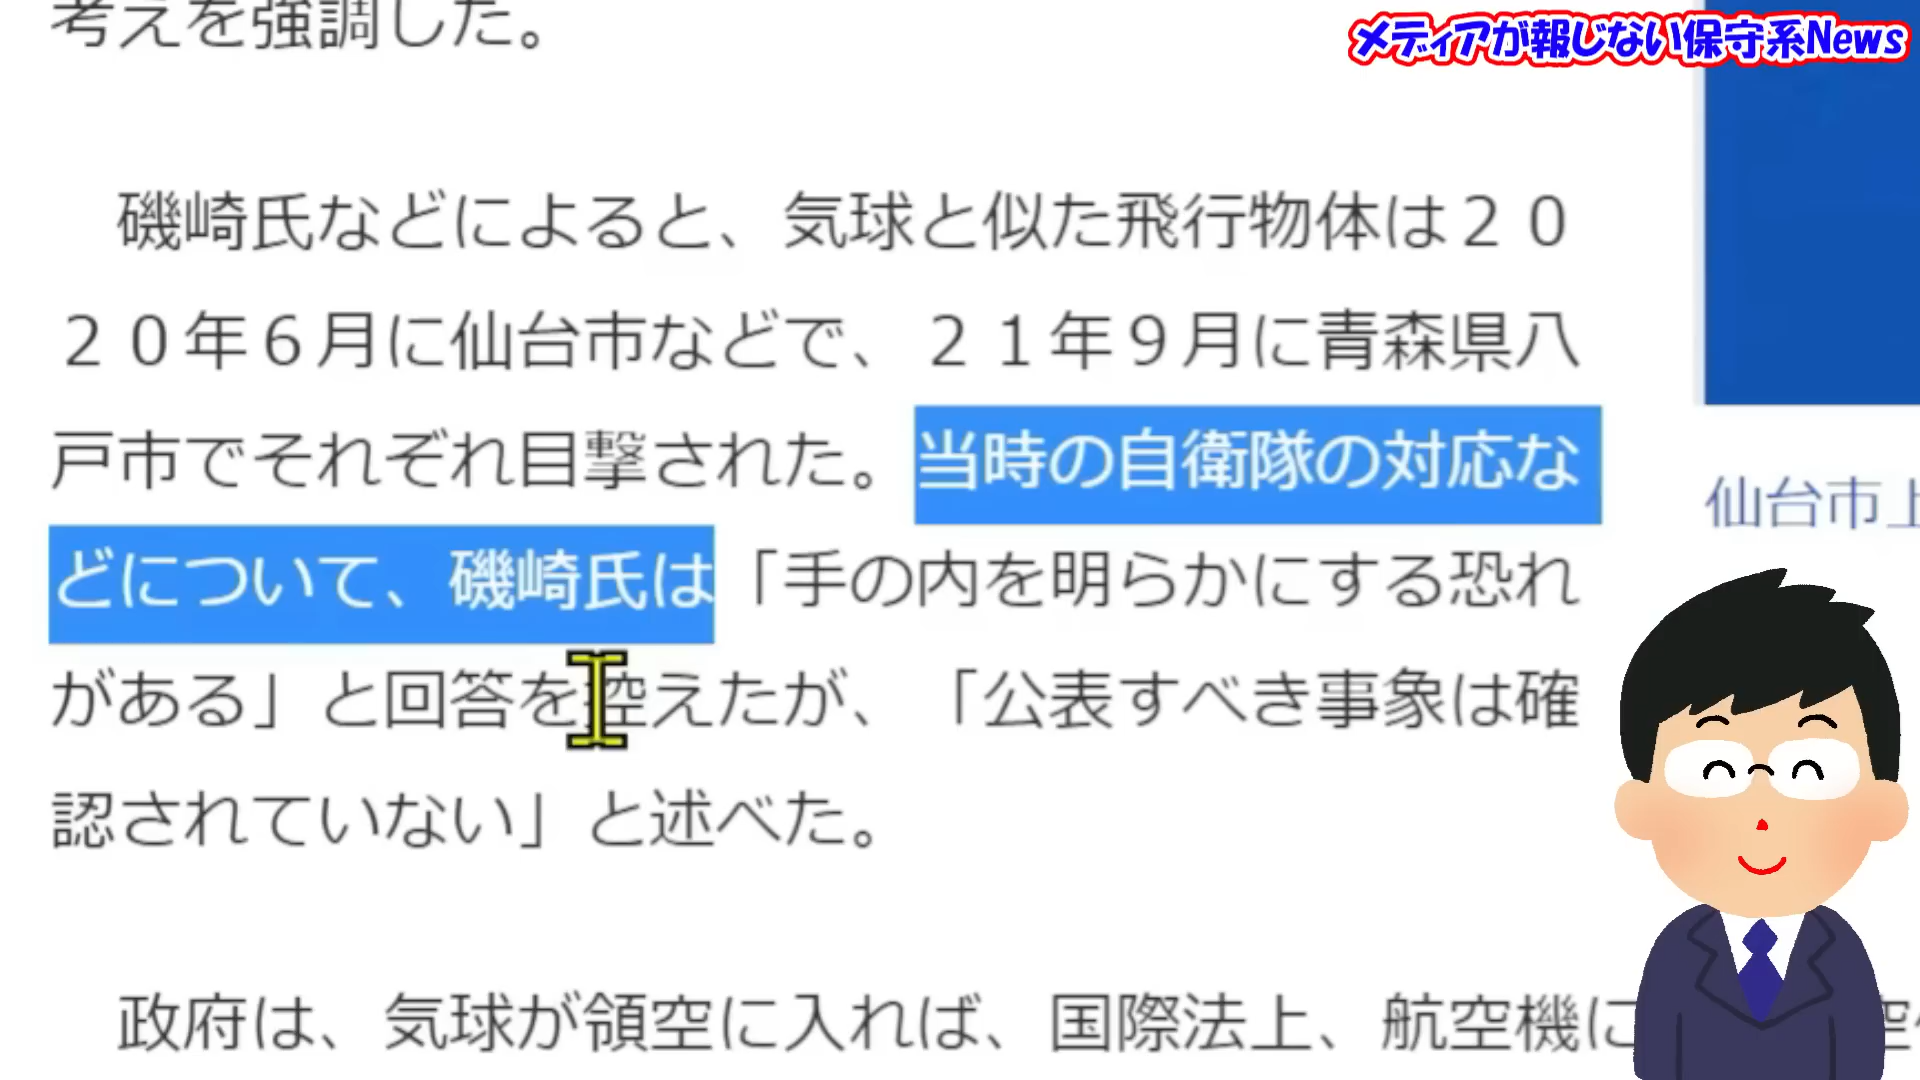 考えを強調した。
メディアが報じない保守系News
磯崎氏などによると、気球と似た飛行物体は２０
２０年６月に仙台市などで、２１年９月に青森県八
戸市でそれぞれ目撃された。当時の自衛隊の対応な
どについて、磯崎氏は「手の内を明らかにする恐れ
がある」と回答を控えたが、「公表すべき事象は確
認されていない」と述べた。
仙台市上
政府は、気球が領空に入れば、国際法上、航空機に